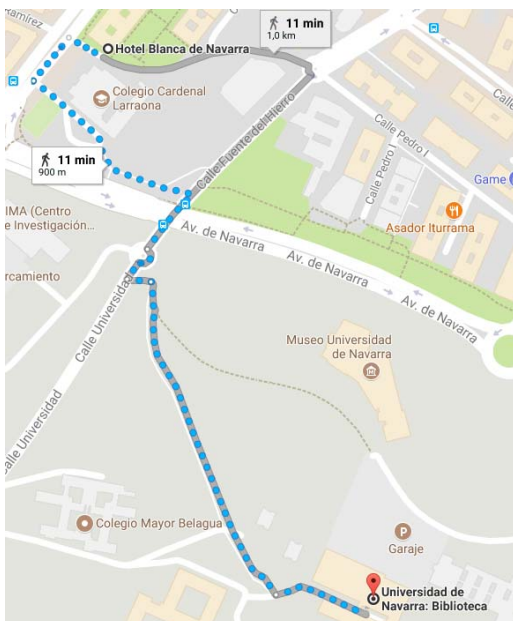 Ramírez
11 min
1,0 km
Hotel Blanca de Navarra
Colegio Cardenal
Larraona
Calle Fuente del Hierro
Calle
Calle Pedro I
Calle Pedro I
Game
11 min
900 m
Asador Iturrama
IMA (Centro
e Investigación...
Av. de Navarra
Av. de Navarra
Av. de Navarra
rcamiento
Calle Universidad
Museo Universidad
de Navarra
Calle Universidad
Colegio Mayor Belagua
P
Garaje
Universidad de
Navarra: Biblioteca